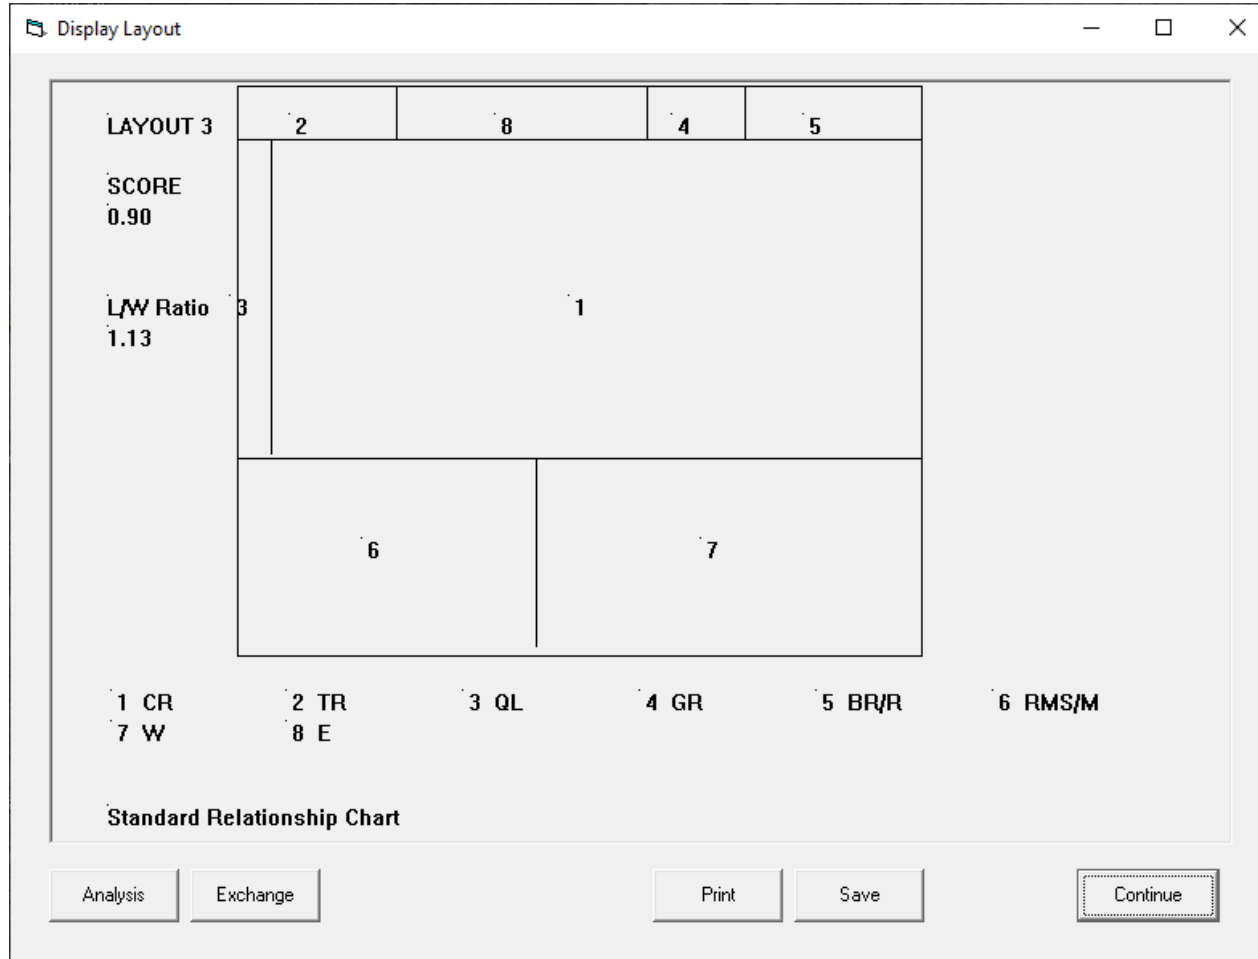 Display Layout
LAYOUT 3 2 8 4 5
SCORE
0.90
L/W Ratio 3 1
1.13
6 7
1 CR 2 TR 3 QL 4 GR 5 BR/R 6 RMS/M
7 W 8 E
Standard Relationship Chart
Analysis Exchange Print Save Continue